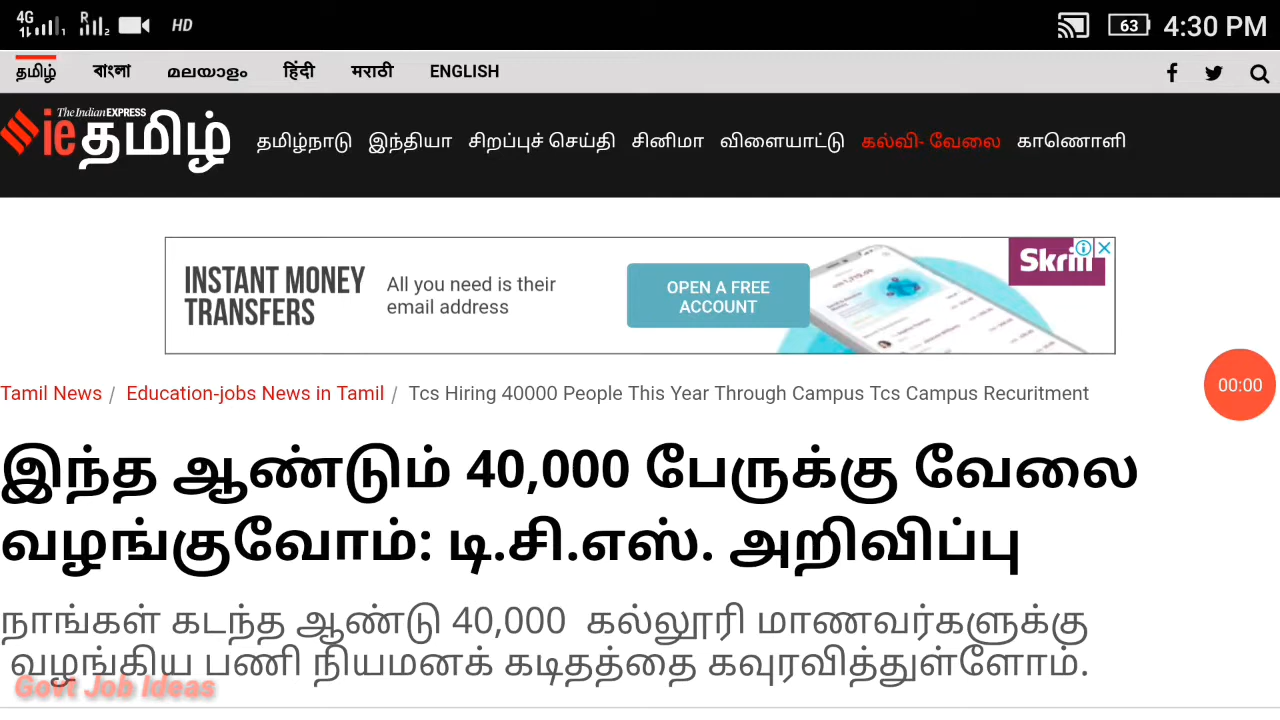 4G R HD 63 4:30 PM
தமிழ் বাংলা മലയാളം हिंदी मराठी ENGLISH
The Indian EXPRESS
ie தமிழ் தமிழ்நாடு இந்தியா சிறப்புச் செய்தி சினிமா விளையாட்டு கல்வி- வேலை காணொளி
INSTANT MONEY TRANSFERS
All you need is their
email address
OPEN A FREE
ACCOUNT
Skrill
Tamil News / Education-jobs News in Tamil / Tcs Hiring 40000 People This Year Through Campus Tcs Campus Recuritment
00:00
இந்த ஆண்டும் 40,000 பேருக்கு வேலை
வழங்குவோம்: டி.சி.எஸ். அறிவிப்பு
நாங்கள் கடந்த ஆண்டு 40,000 கல்லூரி மாணவர்களுக்கு
வழங்கிய பணி நியமனக் கடிதத்தை கவுரவித்துள்ளோம்.
Govt Job Ideas